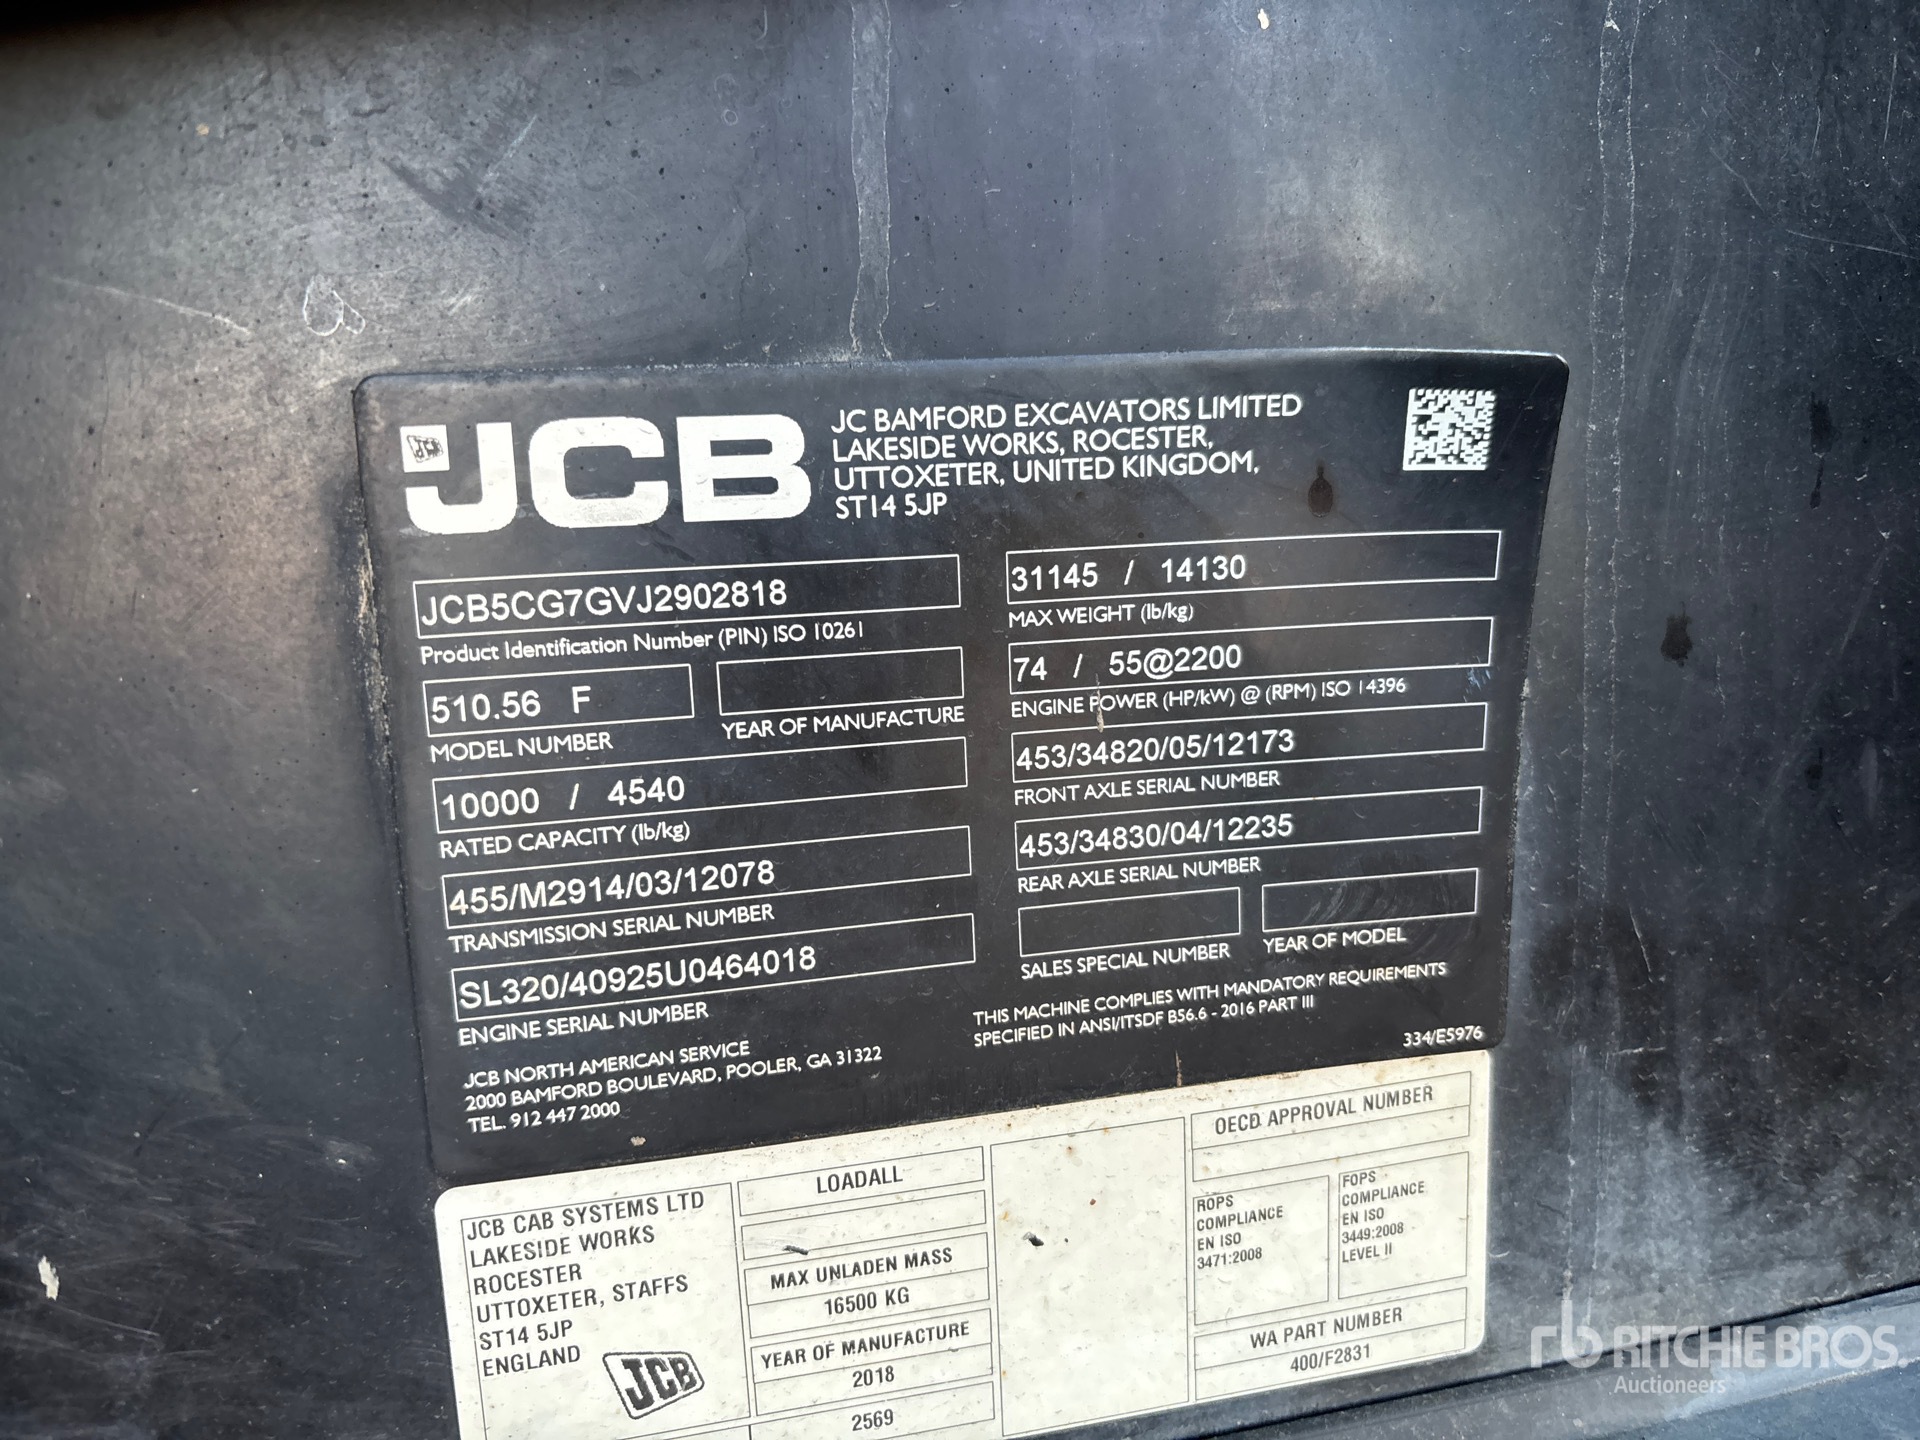 JCB
JC BAMFORD EXCAVATORS LIMITED
LAKESIDE WORKS, ROCESTER,
UTTOXETER, UNITED KINGDOM,
ST14 5JP
JCB5CG7GVJ2902818
Product Identification Number (PIN) ISO 10261
510.56 F
MODEL NUMBER
YEAR OF MANUFACTURE
10000 / 4540
RATED CAPACITY (lb/kg)
455/M2914/03/12078
TRANSMISSION SERIAL NUMBER
SL320/40925U0464018
ENGINE SERIAL NUMBER
JCB NORTH AMERICAN SERVICE
2000 BAMFORD BOULEVARD, POOLER, GA 31322
TEL. 912 447 2000
31145 / 14130
MAX WEIGHT (lb/kg)
74 / 55@2200
ENGINE POWER (HP/kW) @ (RPM) ISO 14396
453/34820/05/12173
FRONT AXLE SERIAL NUMBER
453/34830/04/12235
REAR AXLE SERIAL NUMBER
SALES SPECIAL NUMBER
YEAR OF MODEL
THIS MACHINE COMPLIES WITH MANDATORY REQUIREMENTS
SPECIFIED IN ANSI/ITSDF B56.6 - 2016 PART III
334/E5976
JCB CAB SYSTEMS LTD
LAKESIDE WORKS
ROCESTER
UTTOXETER, STAFFS
ST14 5JP
ENGLAND
JCB
LOADALL
MAX UNLADEN MASS
16500 KG
YEAR OF MANUFACTURE
2018
2569
OECD APPROVAL NUMBER
ROPS
COMPLIANCE
EN ISO
3471:2008
FOPS
COMPLIANCE
EN ISO
3449:2008
LEVEL II
WA PART NUMBER
400/F2831
rb RITCHIE BROS.
Auctioneers